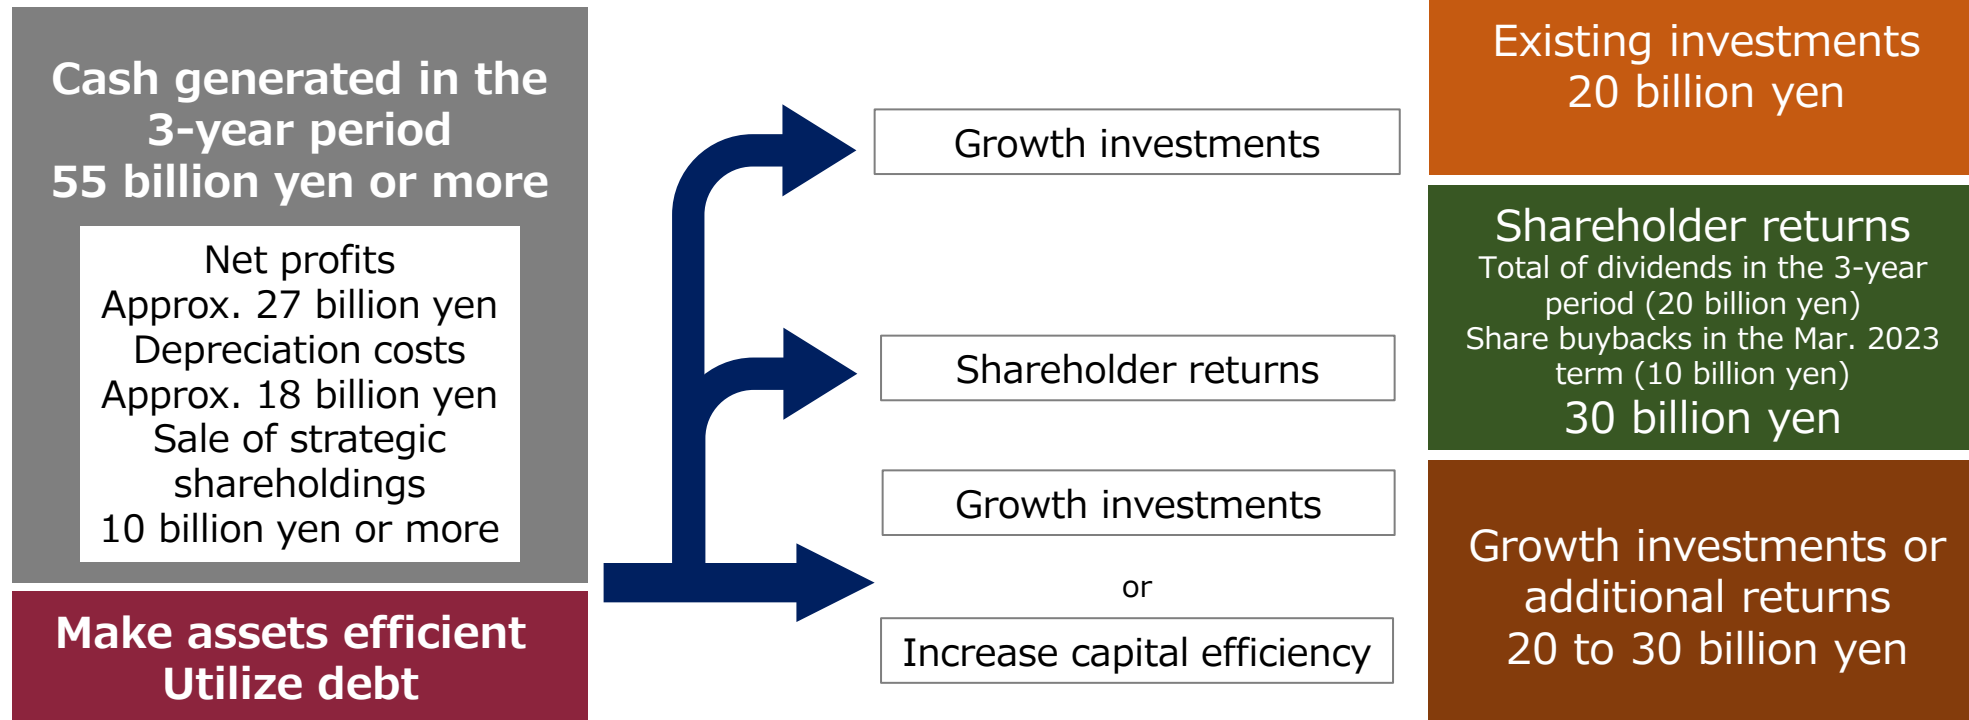 Cash generated in the
3-year period
55 billion yen or more
Net profits
Approx. 27 billion yen
Depreciation costs
Approx. 18 billion yen
Sale of strategic
shareholdings
10 billion yen or more
Make assets efficient
Utilize debt
Growth investments
Shareholder returns
Growth investments
or
Increase capital efficiency
Existing investments
20 billion yen
Shareholder returns
Total of dividends in the 3-year
period (20 billion yen)
Share buybacks in the Mar. 2023
term (10 billion yen)
30 billion yen
Growth investments or
additional returns
20 to 30 billion yen